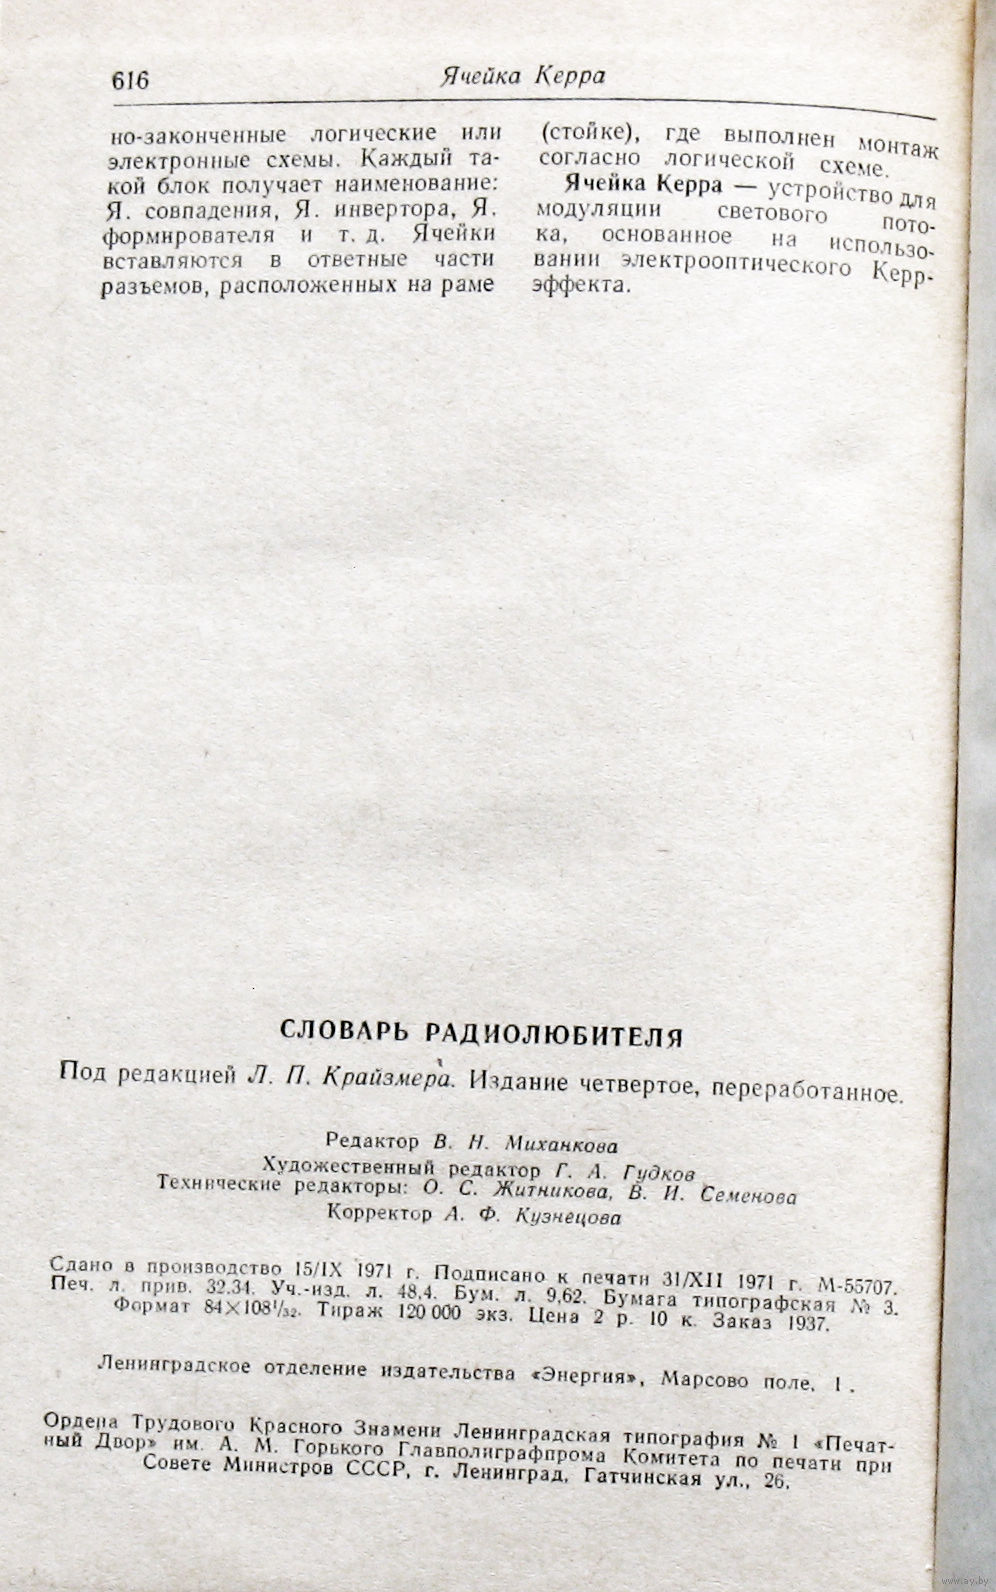 616
Ячейка Керра
но-законченные логические или
электронные схемы. Каждый та-
кой блок получает наименование:
Я. совпадения, Я. инвертора, Я.
формирователя и т. д. Ячейки
вставляются в ответные части
разъемов, расположенных на раме
(стойке), где выполнен монтаж
согласно логической схеме.
Ячейка Керра — устройство для
модуляции светового пото-
ка, основанное на использо-
вании электрооптического Керр-
эффекта.
СЛОВАРЬ РАДИОЛЮБИТЕЛЯ
Под редакцией Л. П. Крайзмера. Издание четвертое, переработанное.
Редактор В. Н. Миханкова
Художественный редактор Г. А. Гудков
Технические редакторы: О. С. Житникова, В. И. Семенова
Корректор А. Ф. Кузнецова
Сдано в производство 15/IX 1971 г. Подписано к печати 31/XII 1971 г. М-55707.
Печ. л. прив. 32.34. Уч.-изд. л. 48,4. Бум. л. 9,62. Бумага типографская № 3.
Формат 84×108¹/₃₂. Тираж 120 000 экз. Цена 2 р. 10 к. Заказ 1937.
Ленинградское отделение издательства «Энергия», Марсово поле, 1.
Ордена Трудового Красного Знамени Ленинградская типография № 1 «Печат-
ный Двор» им. А. М. Горького Главполиграфпрома Комитета по печати при
Совете Министров СССР, г. Ленинград, Гатчинская ул., 26.
www.ay.by